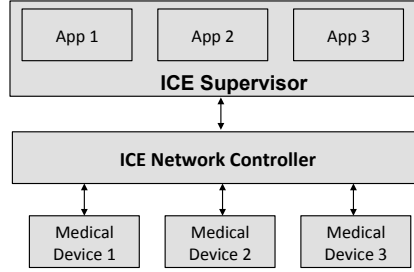 App 1
App 2
App 3
ICE Supervisor
ICE Network Controller
Medical
Device 1
Medical
Device 2
Medical
Device 3